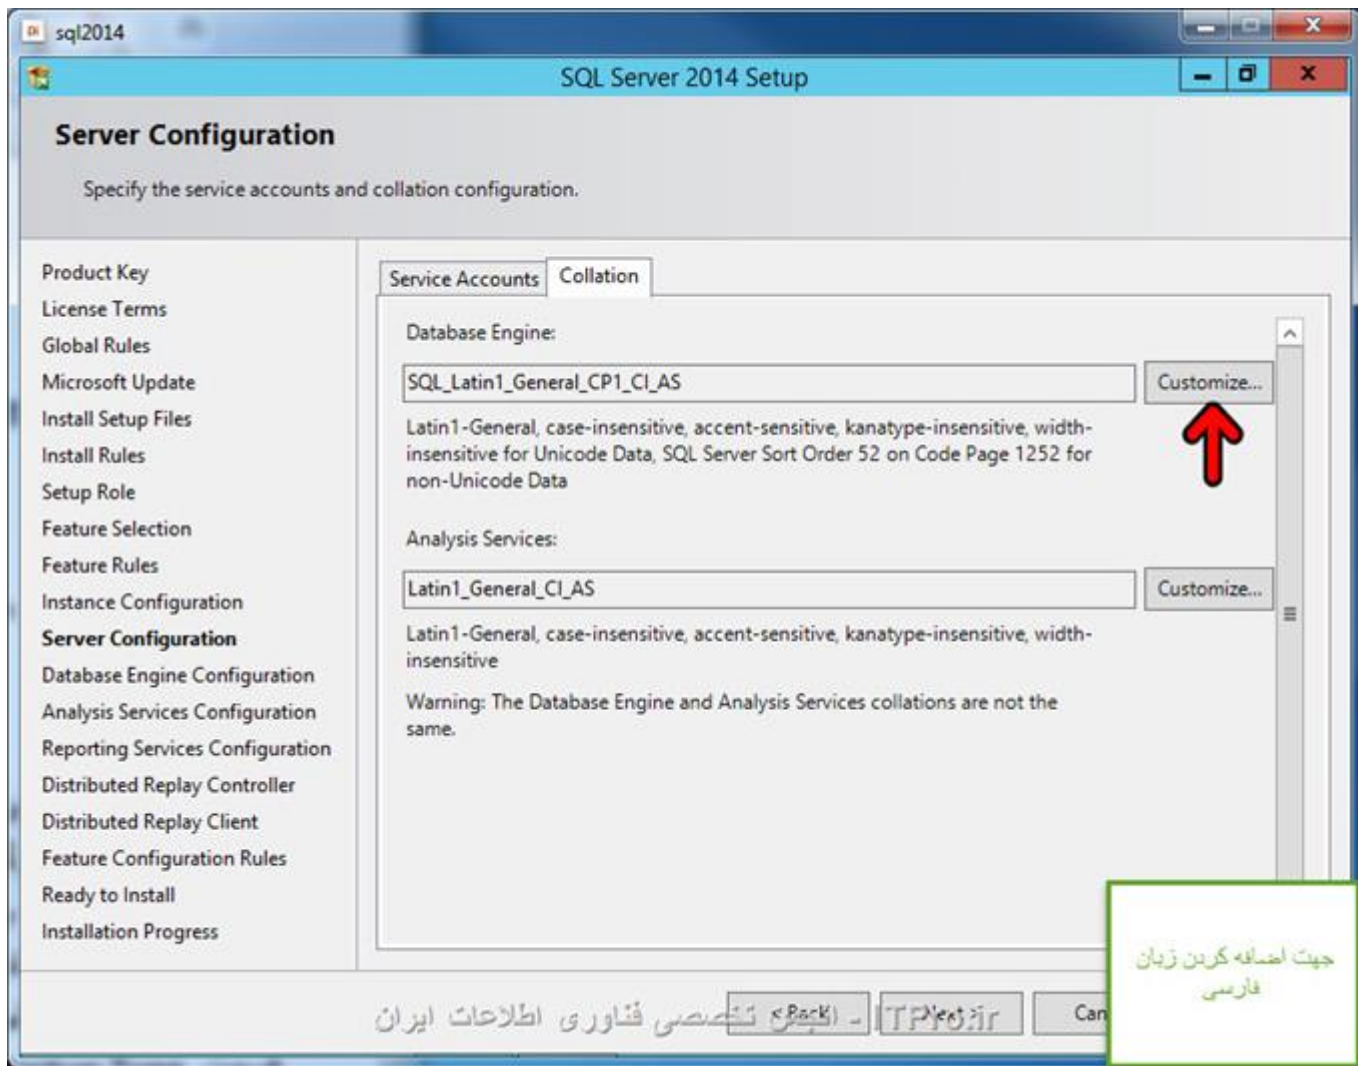 sql2014
SQL Server 2014 Setup
Server Configuration
Specify the service accounts and collation configuration.
Product Key
License Terms
Global Rules
Microsoft Update
Install Setup Files
Install Rules
Setup Role
Feature Selection
Feature Rules
Instance Configuration
Server Configuration
Database Engine Configuration
Analysis Services Configuration
Reporting Services Configuration
Distributed Replay Controller
Distributed Replay Client
Feature Configuration Rules
Ready to Install
Installation Progress
Service Accounts
Collation
Database Engine:
SQL_Latin1_General_CP1_CI_AS
Customize...
Latin1-General, case-insensitive, accent-sensitive, kanatype-insensitive, width-
insensitive for Unicode Data, SQL Server Sort Order 52 on Code Page 1252 for
non-Unicode Data
Analysis Services:
Latin1_General_CI_AS
Customize...
Latin1-General, case-insensitive, accent-sensitive, kanatype-insensitive, width-
insensitive
Warning: The Database Engine and Analysis Services collations are not the
same.
جهت اضافه کردن زبان
فارسی
< Back
Next >
Can
ITPro.ir - انجمن تخصصی فناوری اطلاعات ایران